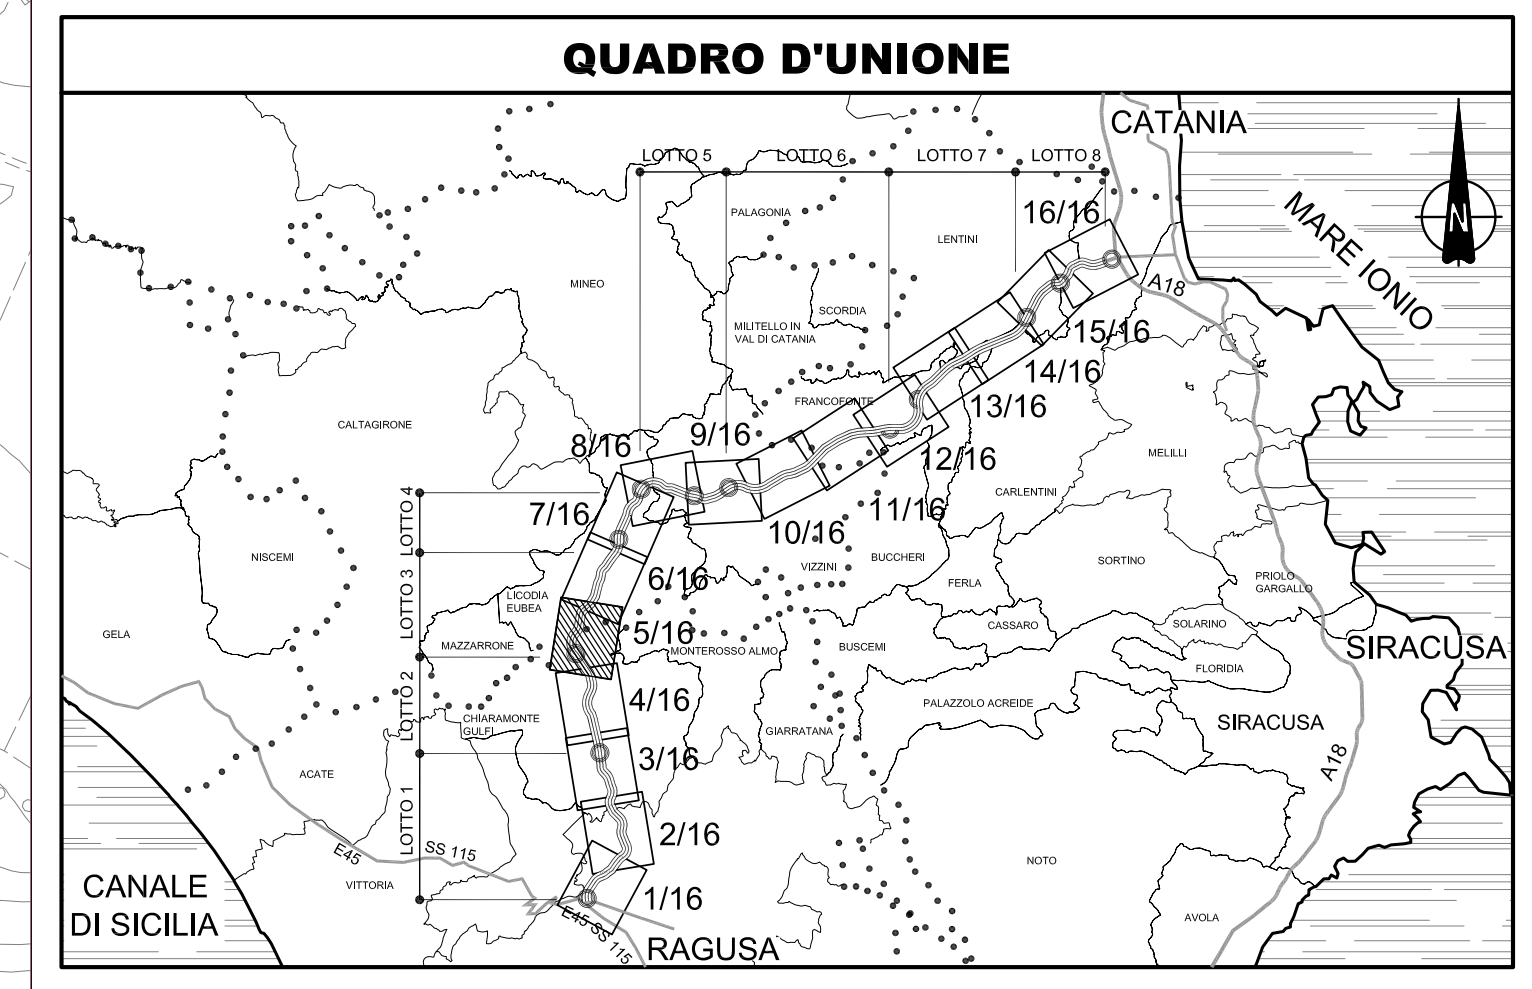 QUADRO D'UNIONE
CATANIA
LOTTO 5
LOTTO 6
LOTTO 7
LOTTO 8
N
MARE IONIO
PALAGONIA
16/16
LENTINI
MINEO
A18
SCORDIA
MILITELLO IN
VAL DI CATANIA
15/16
14/16
FRANCOFONTE
13/16
CALTAGIRONE
8/16
9/16
12/16
MELILLI
CARLENTINI
7/16
11/16
10/16
LOTTO 4
NISCEMI
VIZZINI
BUCCHERI
SORTINO
6/16
FERLA
PRIOLO
GARGALLO
LICODIA
EUBEA
LOTTO 3
GELA
5/16
CASSARO
SOLARINO
MAZZARRONE
MONTEROSSO ALMO
BUSCEMI
SIRACUSA
FLORIDIA
4/16
LOTTO 2
PALAZZOLO ACREIDE
CHIARAMONTE
GULFI
GIARRATANA
SIRACUSA
3/16
A18
ACATE
LOTTO 1
2/16
E45
SS 115
NOTO
VITTORIA
CANALE
DI SICILIA
1/16
E45 SS 115
AVOLA
RAGUSA